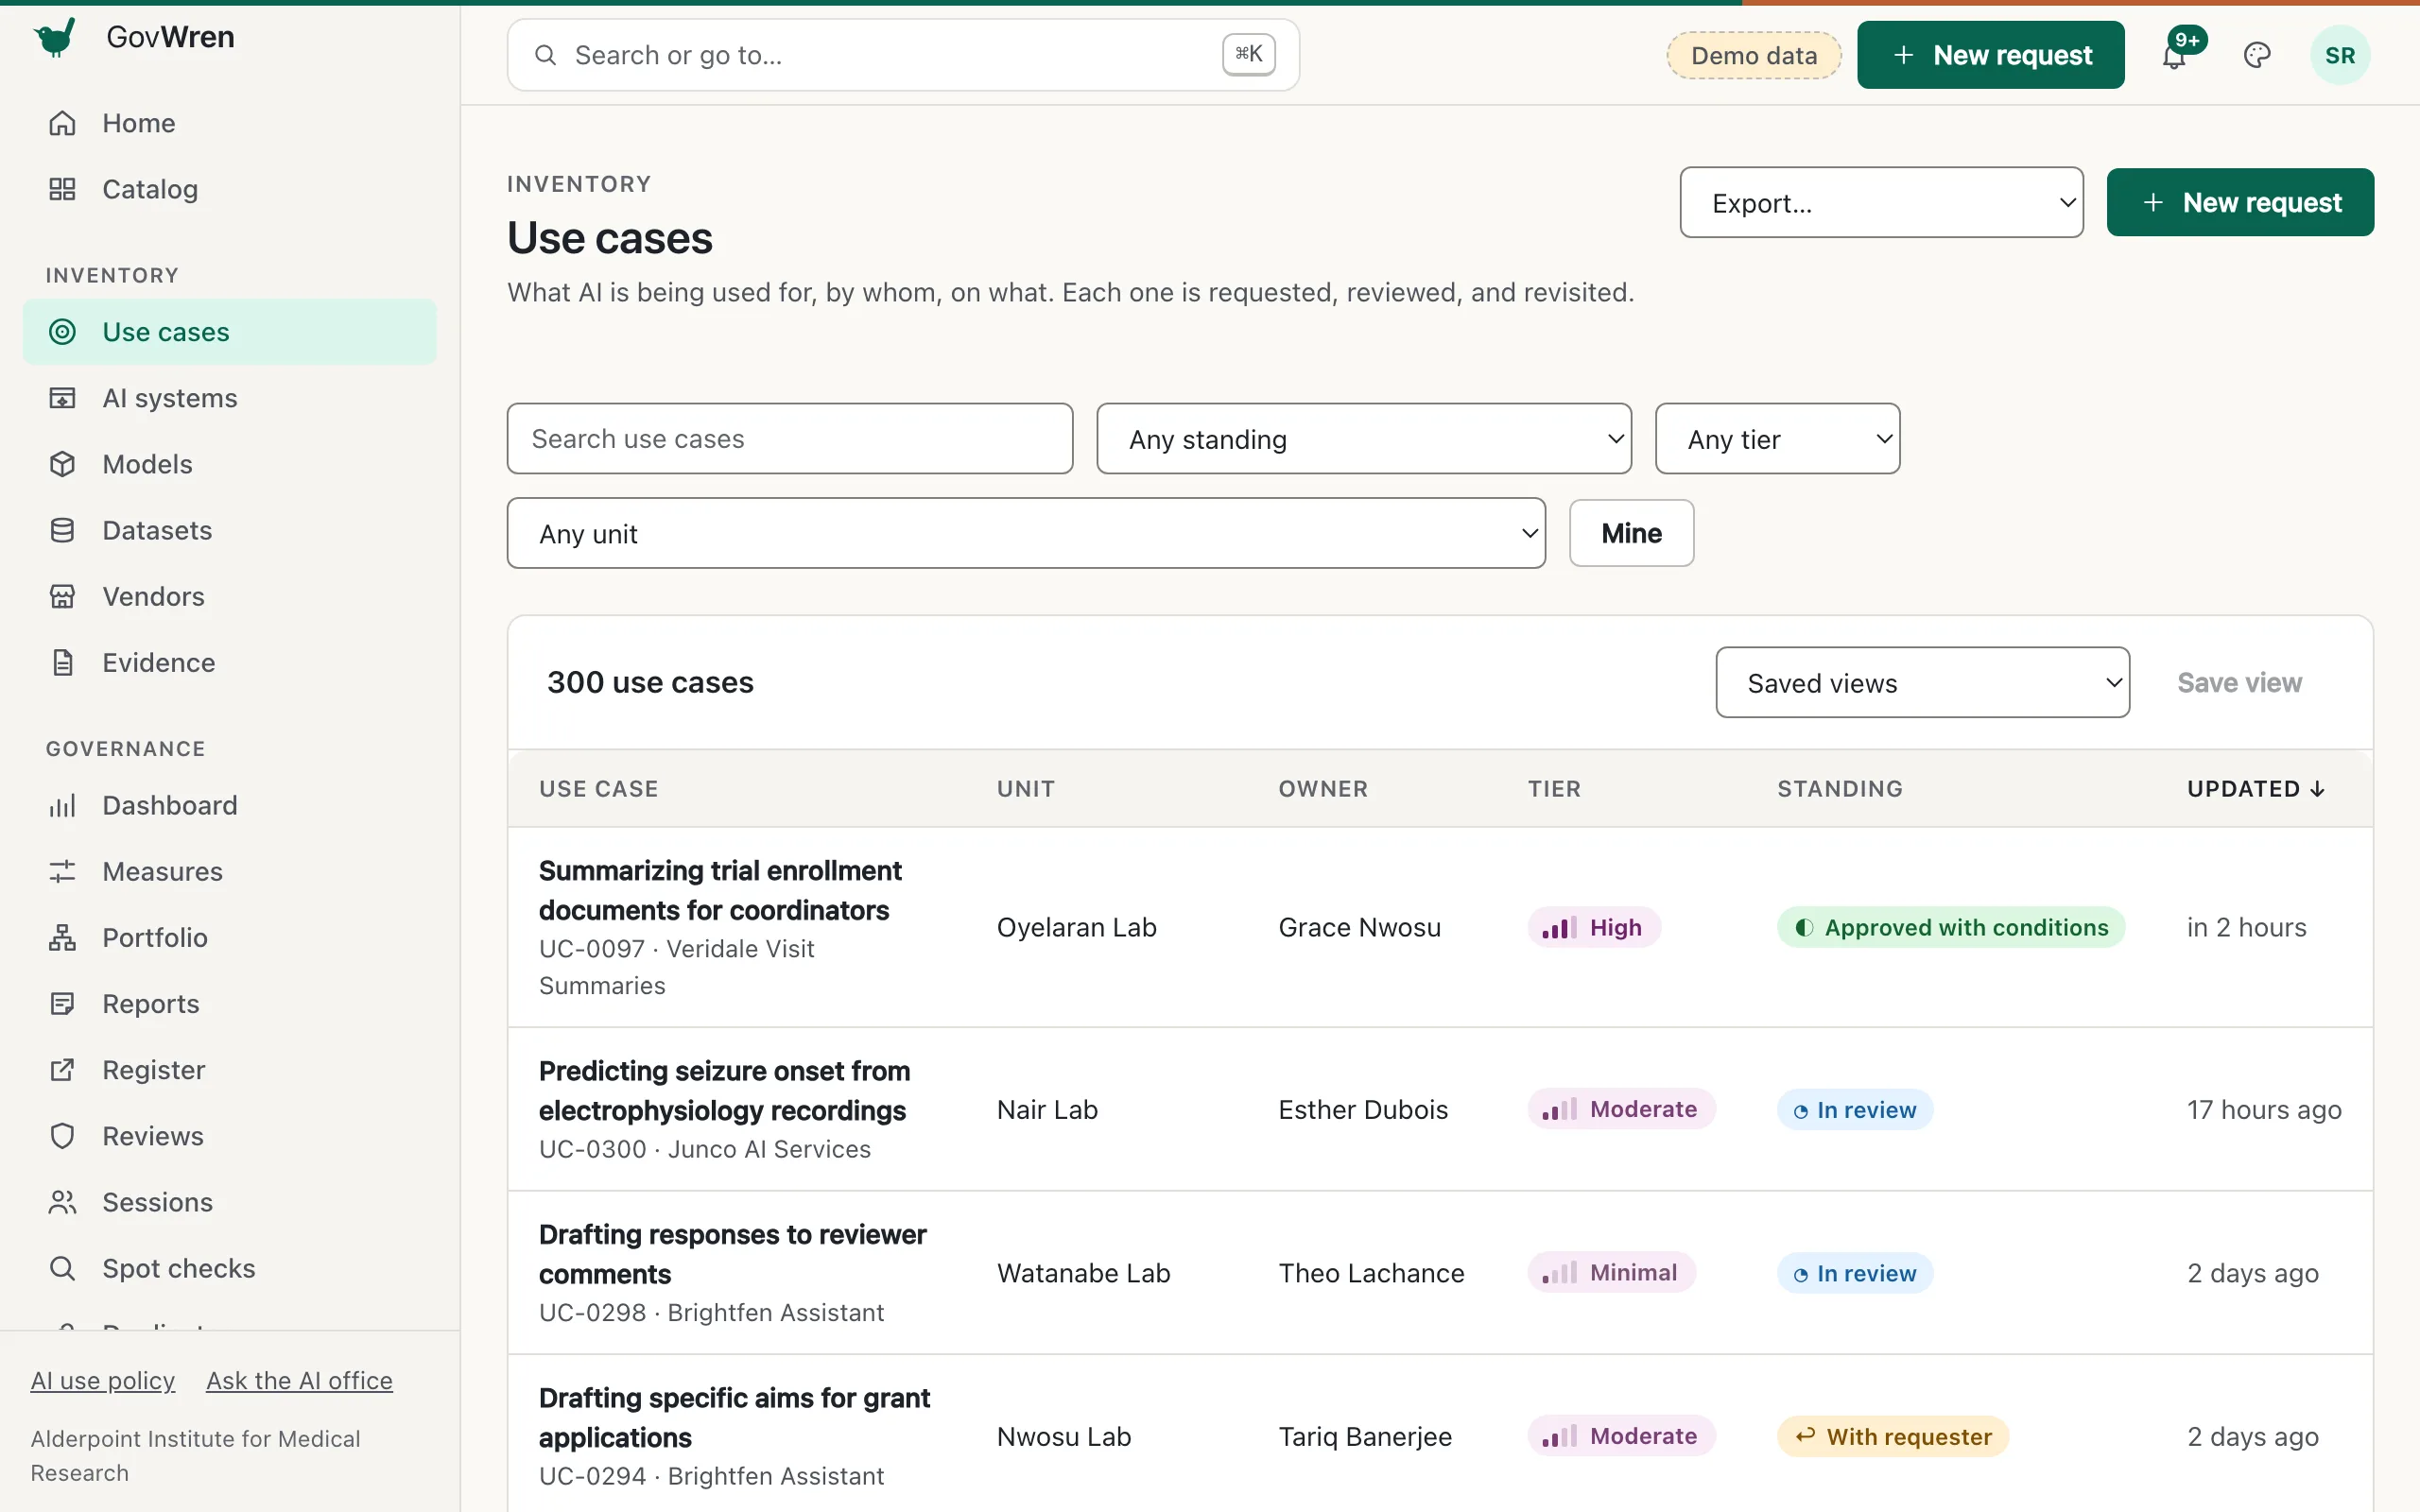 GovWren
Search or go to...
⌘K
Demo data
+ New request
9+
SR
Home
Catalog
INVENTORY
Use cases
AI systems
Models
Datasets
Vendors
Evidence
GOVERNANCE
Dashboard
Measures
Portfolio
Reports
Register
Reviews
Sessions
Spot checks
AI use policy Ask the AI office
Alderpoint Institute for Medical
Research
INVENTORY
Use cases
What AI is being used for, by whom, on what. Each one is requested, reviewed, and revisited.
Export...
+ New request
Search use cases
Any standing
Any tier
Any unit
Mine
300 use cases
Saved views
Save view
USE CASE UNIT OWNER TIER STANDING UPDATED ↓
Summarizing trial enrollment
documents for coordinators
UC-0097 · Veridale Visit
Summaries
Oyelaran Lab
Grace Nwosu
High
Approved with conditions
in 2 hours
Predicting seizure onset from
electrophysiology recordings
UC-0300 · Junco AI Services
Nair Lab
Esther Dubois
Moderate
In review
17 hours ago
Drafting responses to reviewer
comments
UC-0298 · Brightfen Assistant
Watanabe Lab
Theo Lachance
Minimal
In review
2 days ago
Drafting specific aims for grant
applications
UC-0294 · Brightfen Assistant
Nwosu Lab
Tariq Banerjee
Moderate
With requester
2 days ago